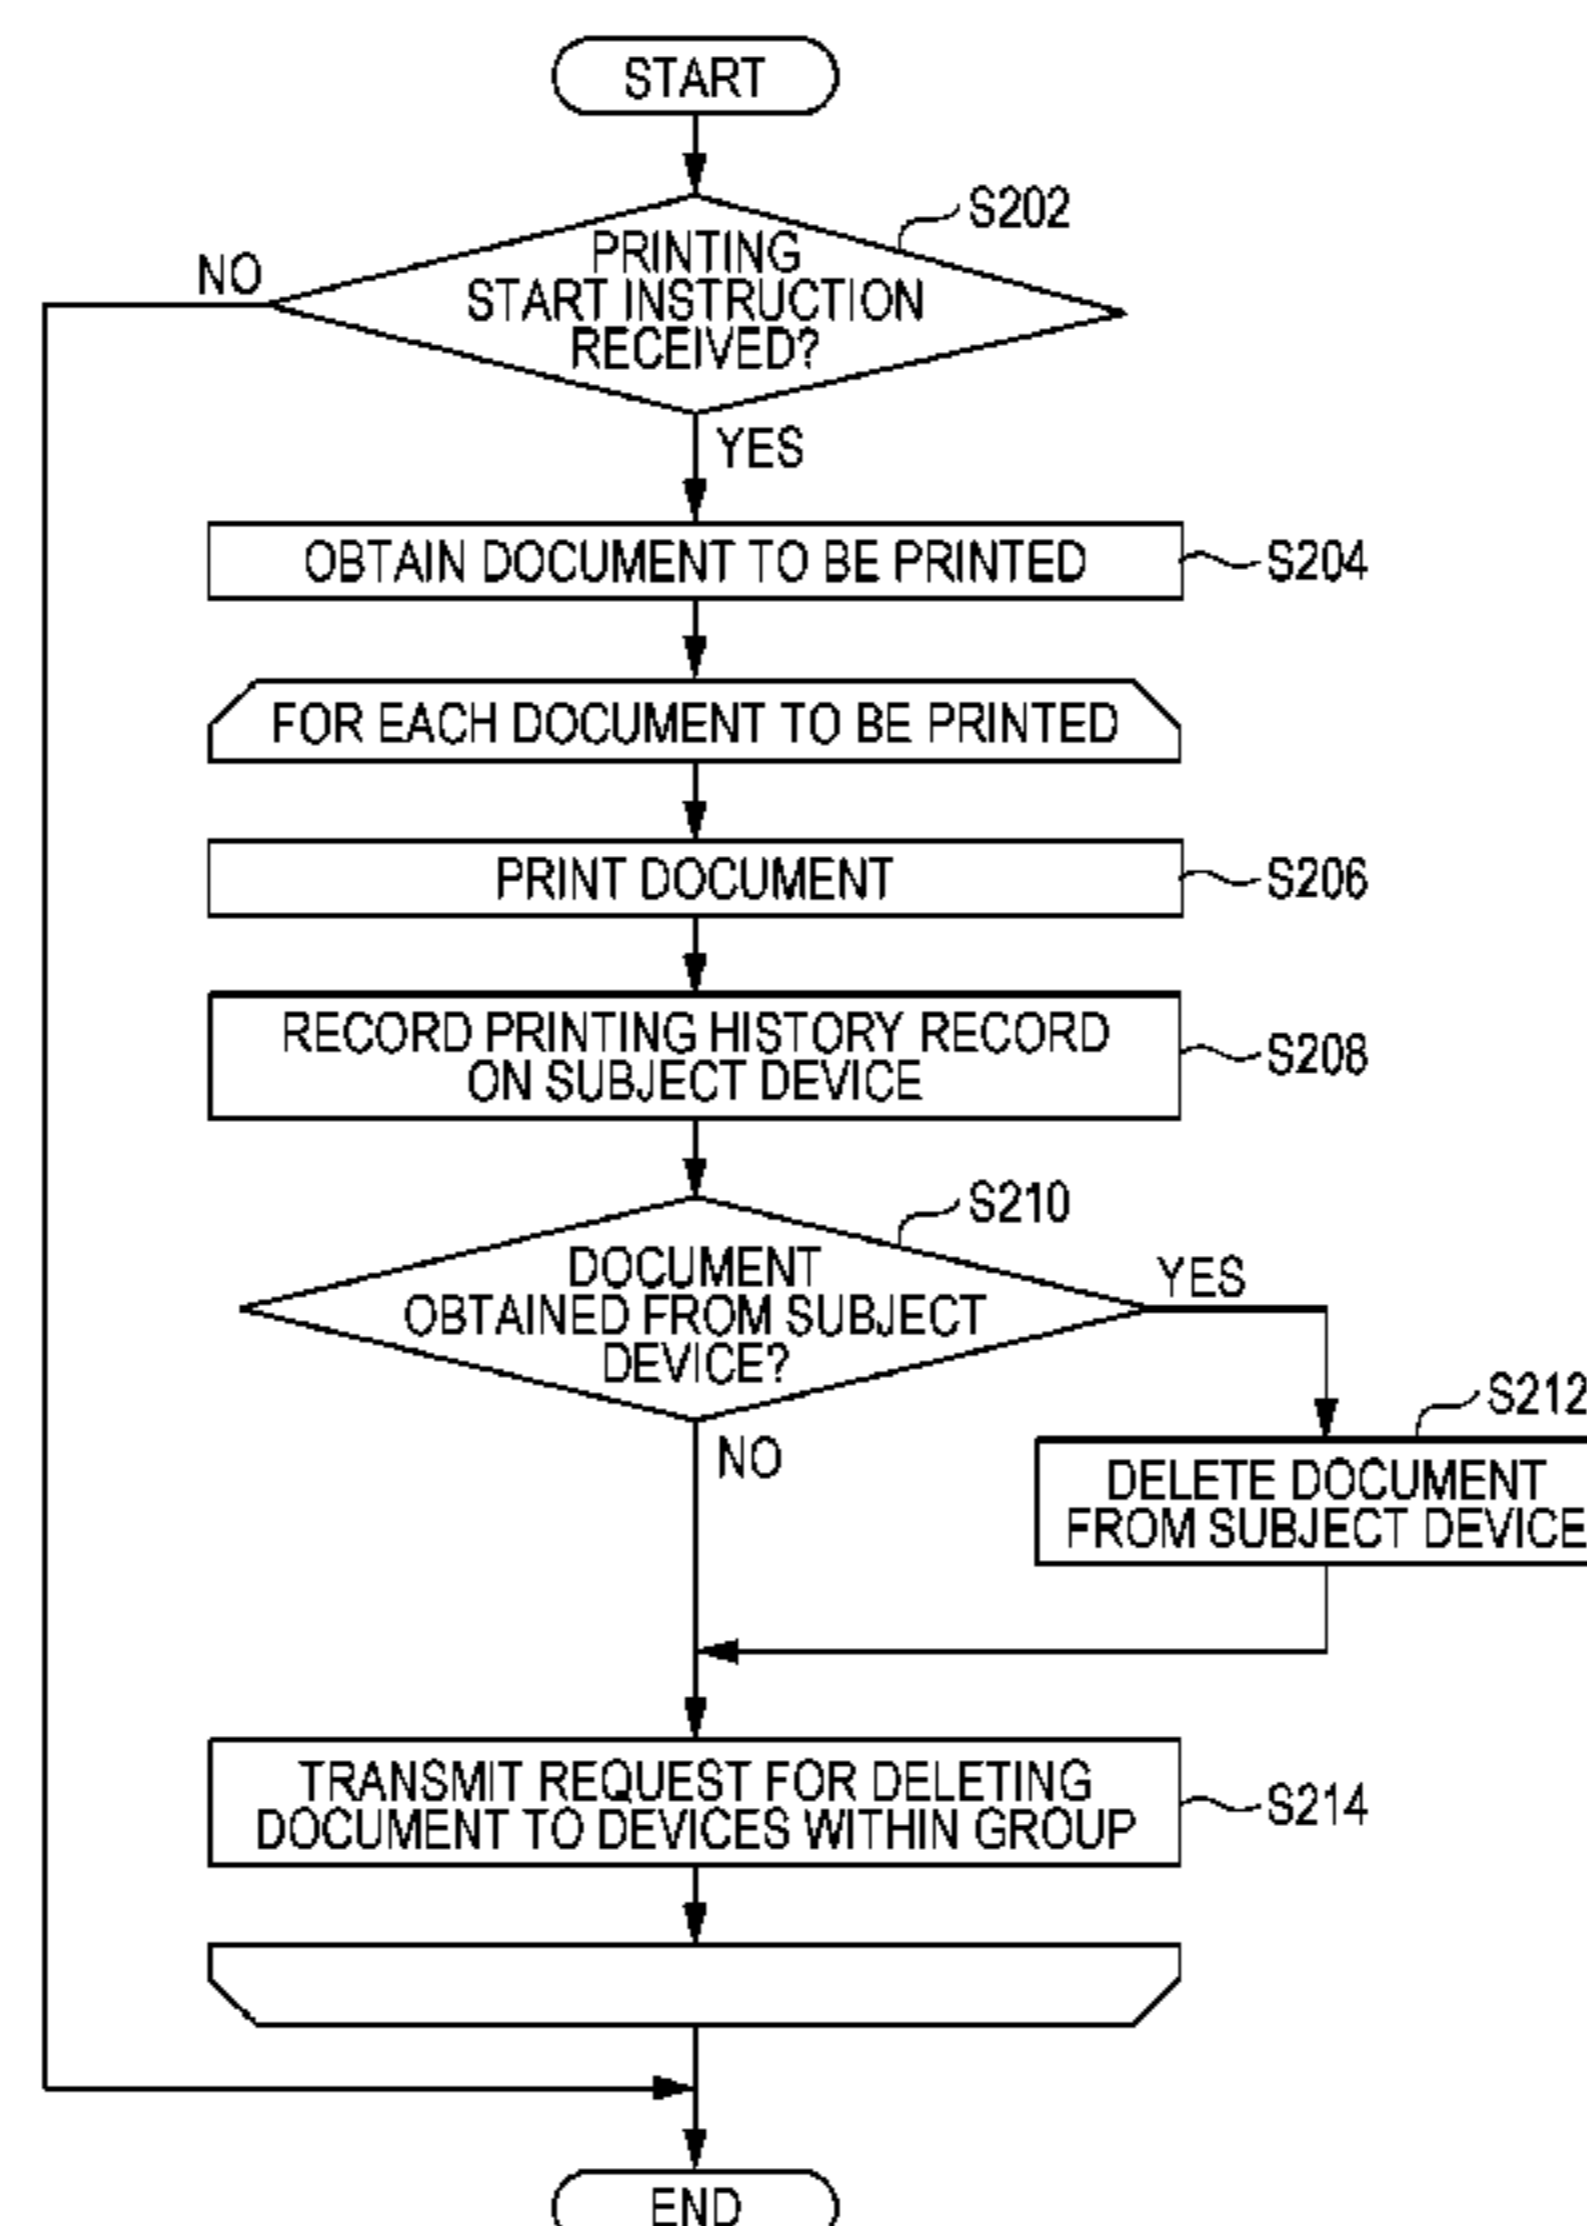 START
S202
NO
PRINTING
START INSTRUCTION
RECEIVED?
YES
OBTAIN DOCUMENT TO BE PRINTED
S204
FOR EACH DOCUMENT TO BE PRINTED
PRINT DOCUMENT
S206
RECORD PRINTING HISTORY RECORD
ON SUBJECT DEVICE
S208
S210
DOCUMENT
OBTAINED FROM SUBJECT
DEVICE?
YES
NO
S212
DELETE DOCUMENT
FROM SUBJECT DEVICE
TRANSMIT REQUEST FOR DELETING
DOCUMENT TO DEVICES WITHIN GROUP
S214
END